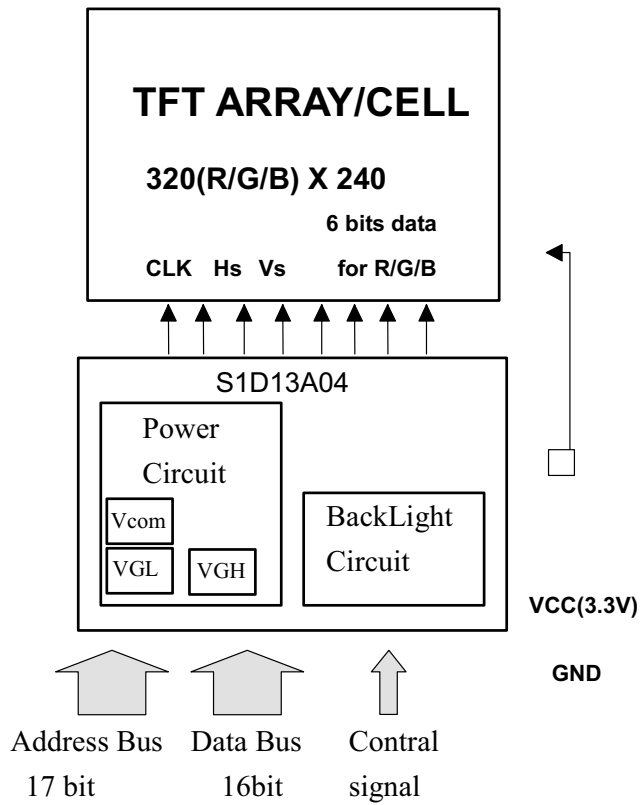 TFT ARRAY/CELL
320(R/G/B) X 240
6 bits data
CLK Hs Vs for R/G/B
S1D13A04
Power
Circuit
Vcom
VGL VGH
BackLight
Circuit
VCC(3.3V)
GND
Address Bus
17 bit
Data Bus
16bit
Contral
signal